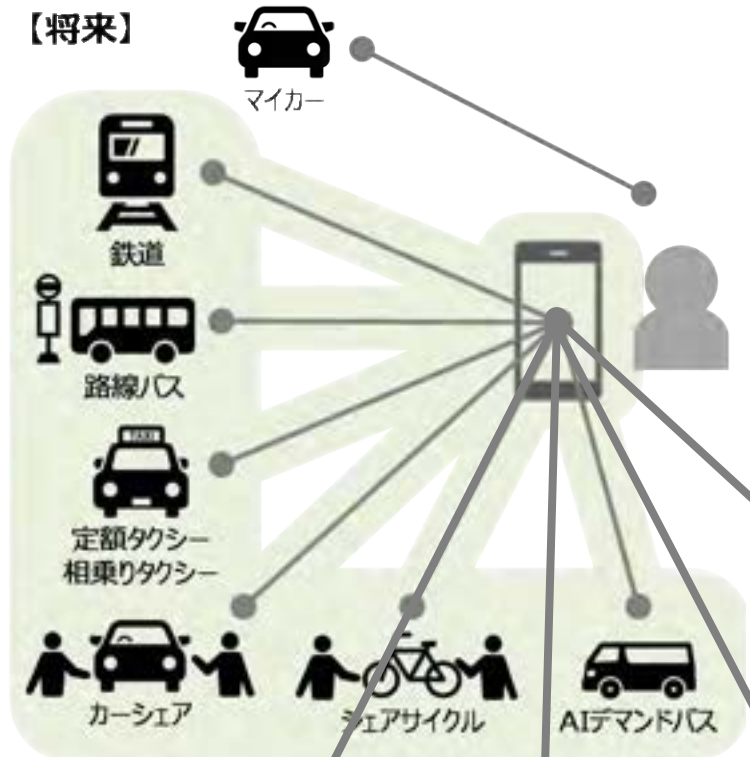 【将来】
マイカー
鉄道
路線バス
TAXI
定額タクシー
相乗りタクシー
カーシェア
シェアサイクル
AIデマンドバス